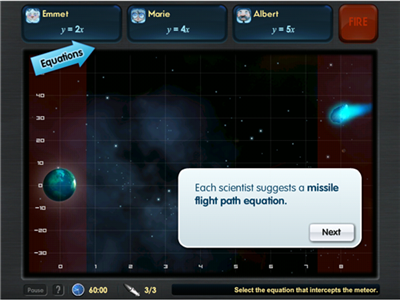 Emmet
y = 2x
Marie
y = 4x
Albert
y = 5x
FIRE
Equations
40
30
20
10
0
-10
-20
-30
Each scientist suggests a missile
flight path equation.
Next
0 1 2 3 4 5 6 7 8
Pause ? 60:00 3/3 Select the equation that intercepts the meteor.